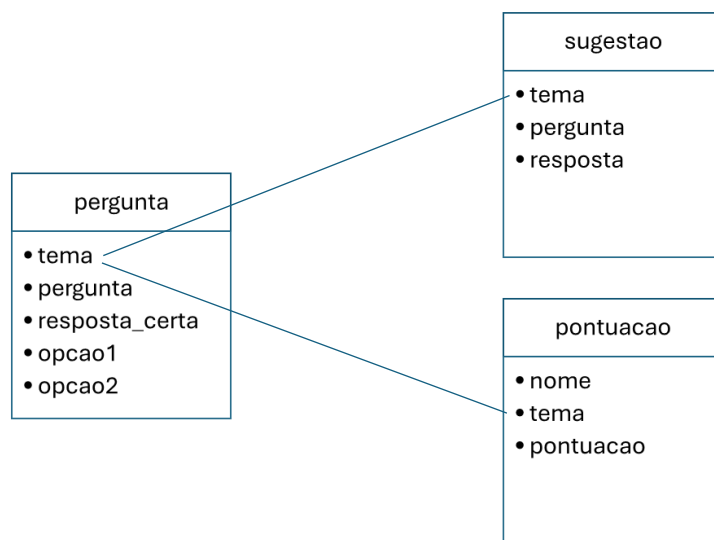 sugestao
• tema
• pergunta
• resposta
pergunta
• tema
• pergunta
• resposta_certa
• opcao1
• opcao2
pontuacao
• nome
• tema
• pontuacao